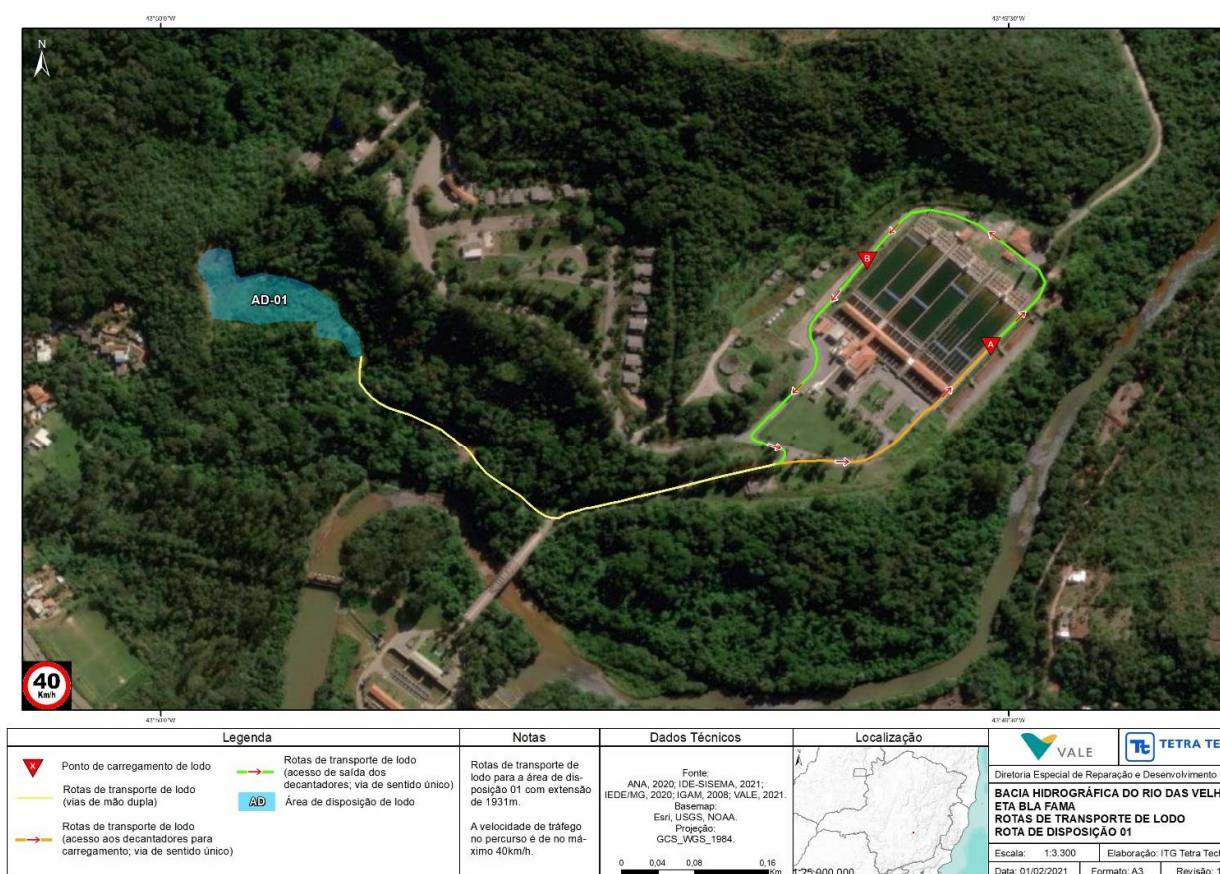 43°50'0"W
43°49'30"W
N
B
AD-01
A
40
Km/h
43°50'0"W
43°49'30"W
Legenda
X
Ponto de carregamento de lodo
Rotas de transporte de lodo
(vias de mão dupla)
Rotas de transporte de lodo
(acesso aos decantadores para
carregamento; via de sentido único)
Rotas de transporte de lodo
(acesso de saída dos
decantadores; via de sentido único)
AD
Área de disposição de lodo
Notas
Rotas de transporte de
lodo para a área de dis-
posição 01 com extensão
de 1931m.
A velocidade de tráfego
no percurso é de no má-
ximo 40km/h.
Dados Técnicos
Fonte:
ANA, 2020; IDE-SISEMA, 2021;
IEDE/MG, 2020; IGAM, 2008; VALE, 2021.
Basemap:
Esri, USGS, NOAA.
Projeção:
GCS_WGS_1984.
0 0,04 0,08 0,16
Km
Localização
1:25.000.000
VALE
Tt TETRA TE
Diretoria Especial de Reparação e Desenvolvimento
BACIA HIDROGRÁFICA DO RIO DAS VELH
ETA BLA FAMA
ROTAS DE TRANSPORTE DE LODO
ROTA DE DISPOSIÇÃO 01
Escala: 1:3.300
Elaboração: ITG Tetra Tech
Data: 01/02/2021
Formato: A3
Revisão: 1